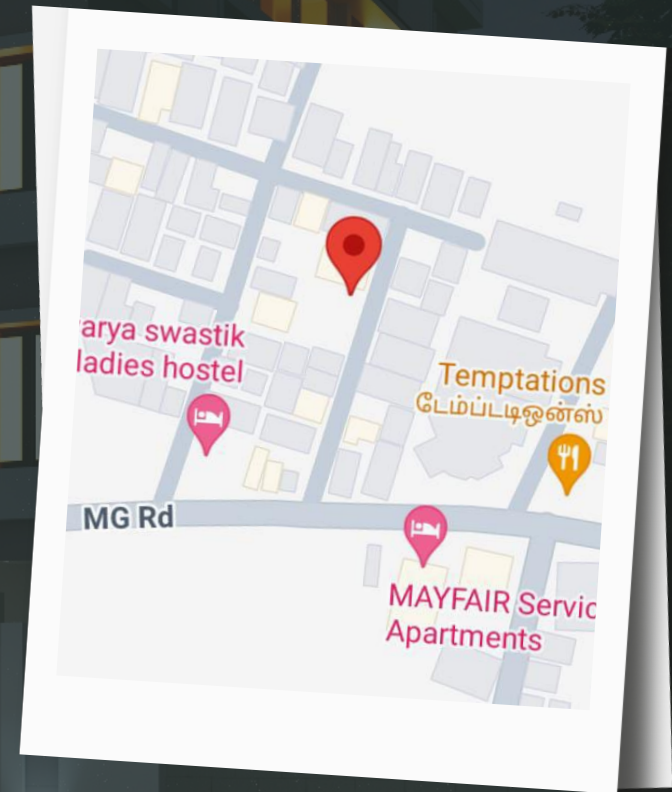 arya swastik
ladies hostel
Temptations
டேம்ப்டடிஒன்ஸ்
MG Rd
MAYFAIR Servic
Apartments